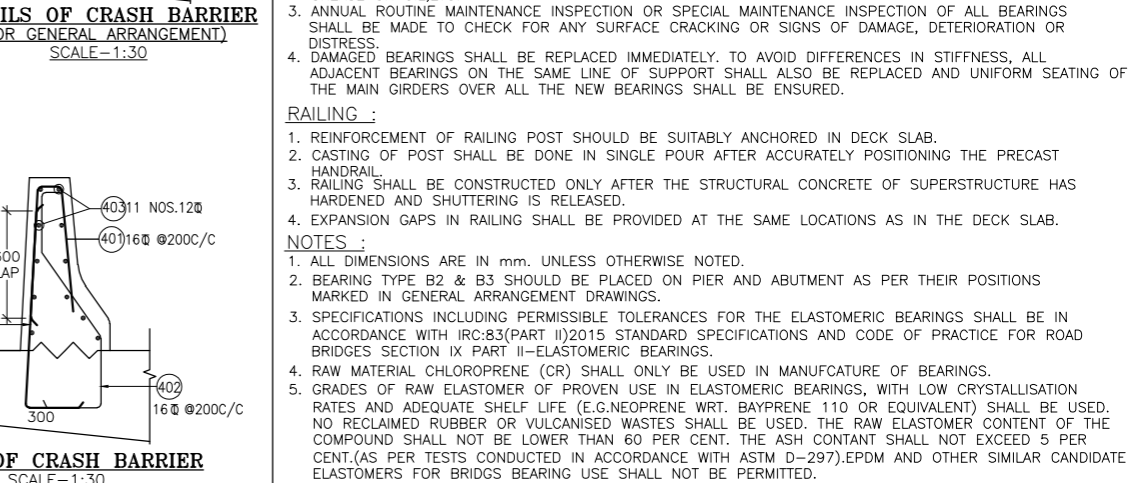 ILS OF CRASH BARRIER
OR GENERAL ARRANGEMENT)
SCALE-1:30
403 11 NOS.12Φ
401 16Φ @200C/C
600
LAP
402
16Φ @200C/C
300
OF CRASH BARRIER
SCALE-1:30
3. ANNUAL ROUTINE MAINTENANCE INSPECTION OR SPECIAL MAINTENANCE INSPECTION OF ALL BEARINGS
SHALL BE MADE TO CHECK FOR ANY SURFACE CRACKING OR SIGNS OF DAMAGE, DETERIORATION OR
DISTRESS.
4. DAMAGED BEARINGS SHALL BE REPLACED IMMEDIATELY. TO AVOID DIFFERENCES IN STIFFNESS, ALL
ADJACENT BEARINGS ON THE SAME LINE OF SUPPORT SHALL ALSO BE REPLACED AND UNIFORM SEATING OF
THE MAIN GIRDERS OVER ALL THE NEW BEARINGS SHALL BE ENSURED.
RAILING :
1. REINFORCEMENT OF RAILING POST SHOULD BE SUITABLY ANCHORED IN DECK SLAB.
2. CASTING OF POST SHALL BE DONE IN SINGLE POUR AFTER ACCURATELY POSITIONING THE PRECAST
HANDRAIL.
3. RAILING SHALL BE CONSTRUCTED ONLY AFTER THE STRUCTURAL CONCRETE OF SUPERSTRUCTURE HAS
HARDENED AND SHUTTERING IS RELEASED.
4. EXPANSION GAPS IN RAILING SHALL BE PROVIDED AT THE SAME LOCATIONS AS IN THE DECK SLAB.
NOTES :
1. ALL DIMENSIONS ARE IN mm. UNLESS OTHERWISE NOTED.
2. BEARING TYPE B2 & B3 SHOULD BE PLACED ON PIER AND ABUTMENT AS PER THEIR POSITIONS
MARKED IN GENERAL ARRANGEMENT DRAWINGS.
3. SPECIFICATIONS INCLUDING PERMISSIBLE TOLERANCES FOR THE ELASTOMERIC BEARINGS SHALL BE IN
ACCORDANCE WITH IRC:83(PART II)2015 STANDARD SPECIFICATIONS AND CODE OF PRACTICE FOR ROAD
BRIDGES SECTION IX PART II-ELASTOMERIC BEARINGS.
4. RAW MATERIAL CHLOROPRENE (CR) SHALL ONLY BE USED IN MANUFCATURE OF BEARINGS.
5. GRADES OF RAW ELASTOMER OF PROVEN USE IN ELASTOMERIC BEARINGS, WITH LOW CRYSTALLISATION
RATES AND ADEQUATE SHELF LIFE (E.G.NEOPRENE WRT. BAYPRENE 110 OR EQUIVALENT) SHALL BE USED.
NO RECLAIMED RUBBER OR VULCANISED WASTES SHALL BE USED. THE RAW ELASTOMER CONTENT OF THE
COMPOUND SHALL NOT BE LOWER THAN 60 PER CENT. THE ASH CONTANT SHALL NOT EXCEED 5 PER
CENT.(AS PER TESTS CONDUCTED IN ACCORDANCE WITH ASTM D-297).EPDM AND OTHER SIMILAR CANDIDATE
ELASTOMERS FOR BRIDGS BEARING USE SHALL NOT BE PERMITTED.